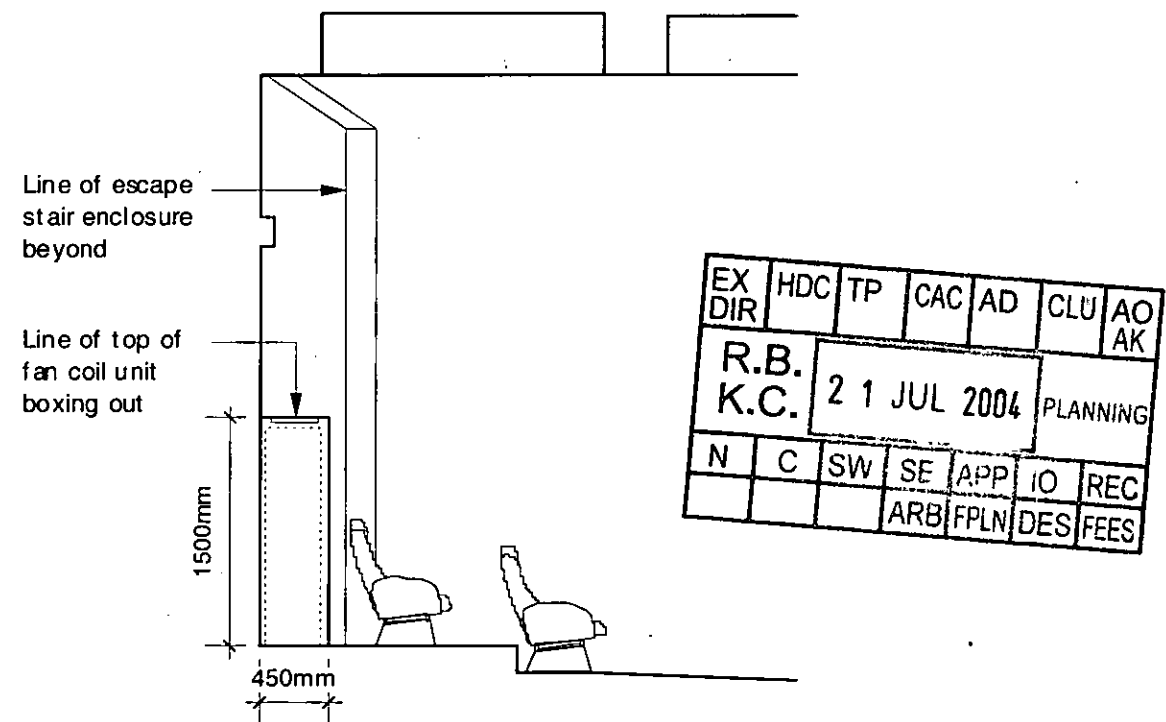 Line of escape
stair enclosure
beyond
Line of top of
fan coil unit
boxing out
1500mm
450mm
EX DIR HDC TP CAC AD CLU AO AK
R.B. K.C. 21 JUL 2004 PLANNING
N C SW SE APP IO REC
ARB FPLN DES FEES